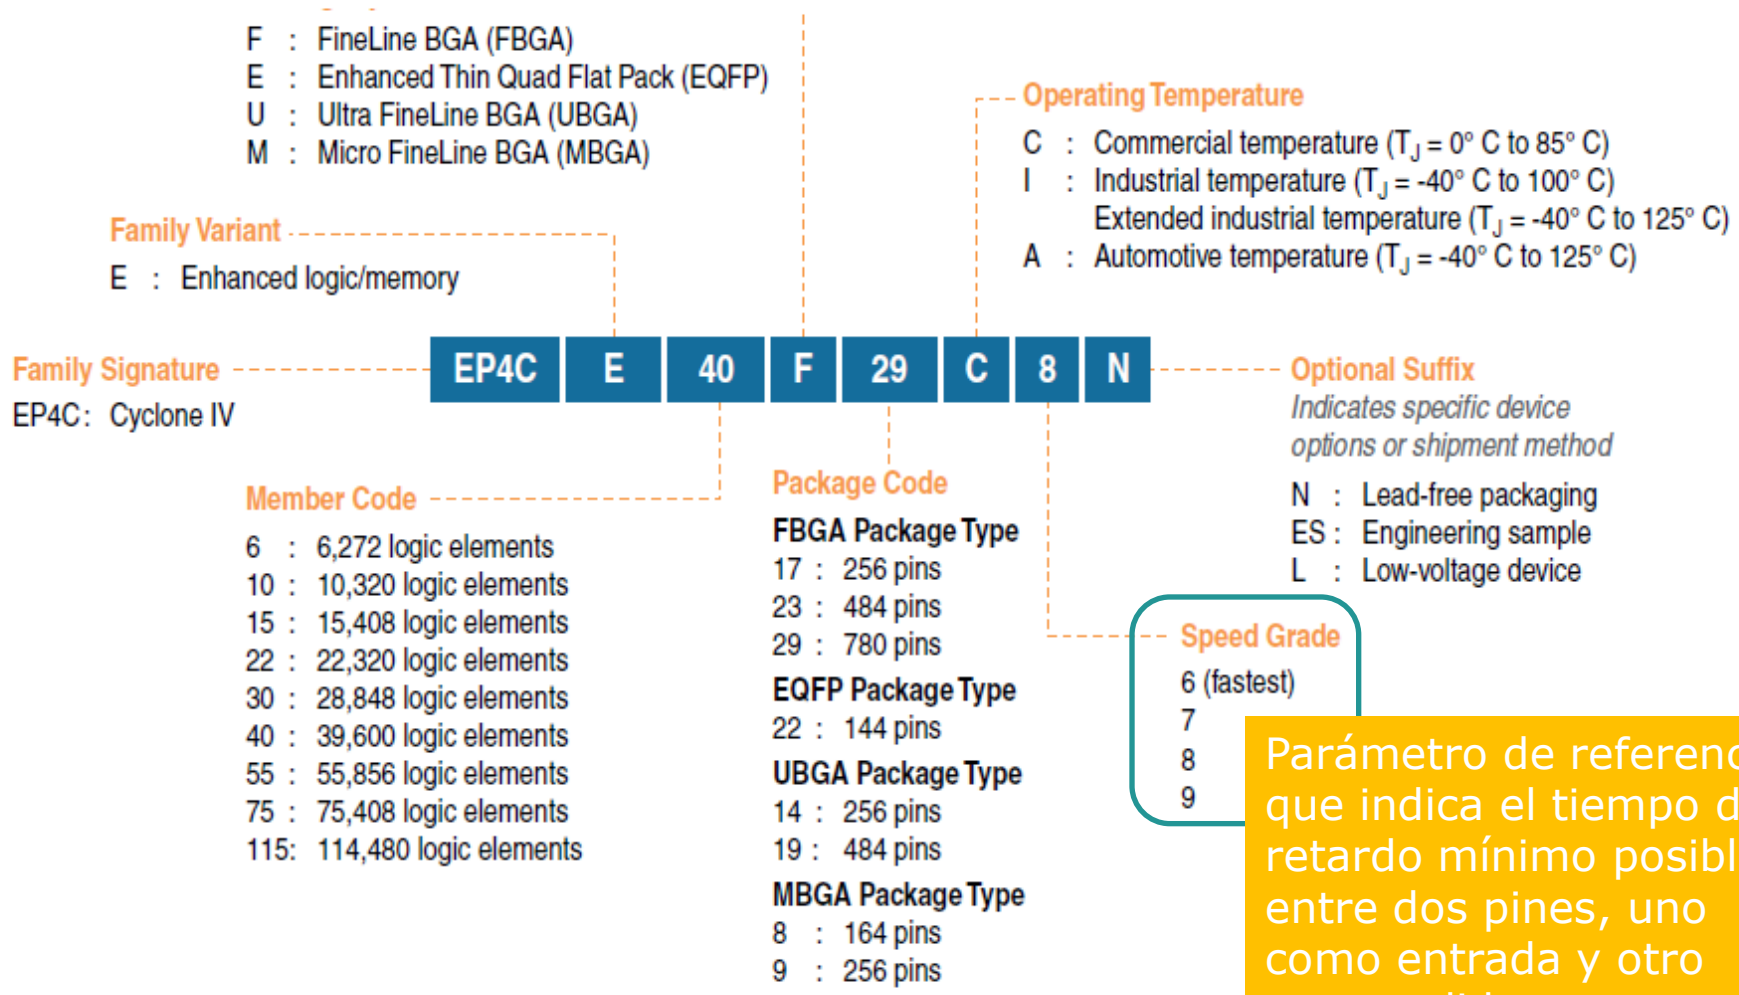 F : FineLine BGA (FBGA)
E : Enhanced Thin Quad Flat Pack (EQFP)
U : Ultra FineLine BGA (UBGA)
M : Micro FineLine BGA (MBGA)
Operating Temperature
C : Commercial temperature (TJ = 0° C to 85° C)
I : Industrial temperature (TJ = -40° C to 100° C)
Extended industrial temperature (TJ = -40° C to 125° C)
A : Automotive temperature (TJ = -40° C to 125° C)
Family Variant
E : Enhanced logic/memory
Family Signature
EP4C: Cyclone IV
EP4C E 40 F 29 C 8 N
Optional Suffix
Indicates specific device
options or shipment method
N : Lead-free packaging
ES : Engineering sample
L : Low-voltage device
Member Code
6 : 6,272 logic elements
10 : 10,320 logic elements
15 : 15,408 logic elements
22 : 22,320 logic elements
30 : 28,848 logic elements
40 : 39,600 logic elements
55 : 55,856 logic elements
75 : 75,408 logic elements
115: 114,480 logic elements
Package Code
FBGA Package Type
17 : 256 pins
23 : 484 pins
29 : 780 pins
EQFP Package Type
22 : 144 pins
UBGA Package Type
14 : 256 pins
19 : 484 pins
MBGA Package Type
8 : 164 pins
9 : 256 pins
Speed Grade
6 (fastest)
7
8
9
Parámetro de
que indica el tiempo
retardo mínimo
entre dos pines, uno
como entrada y otro